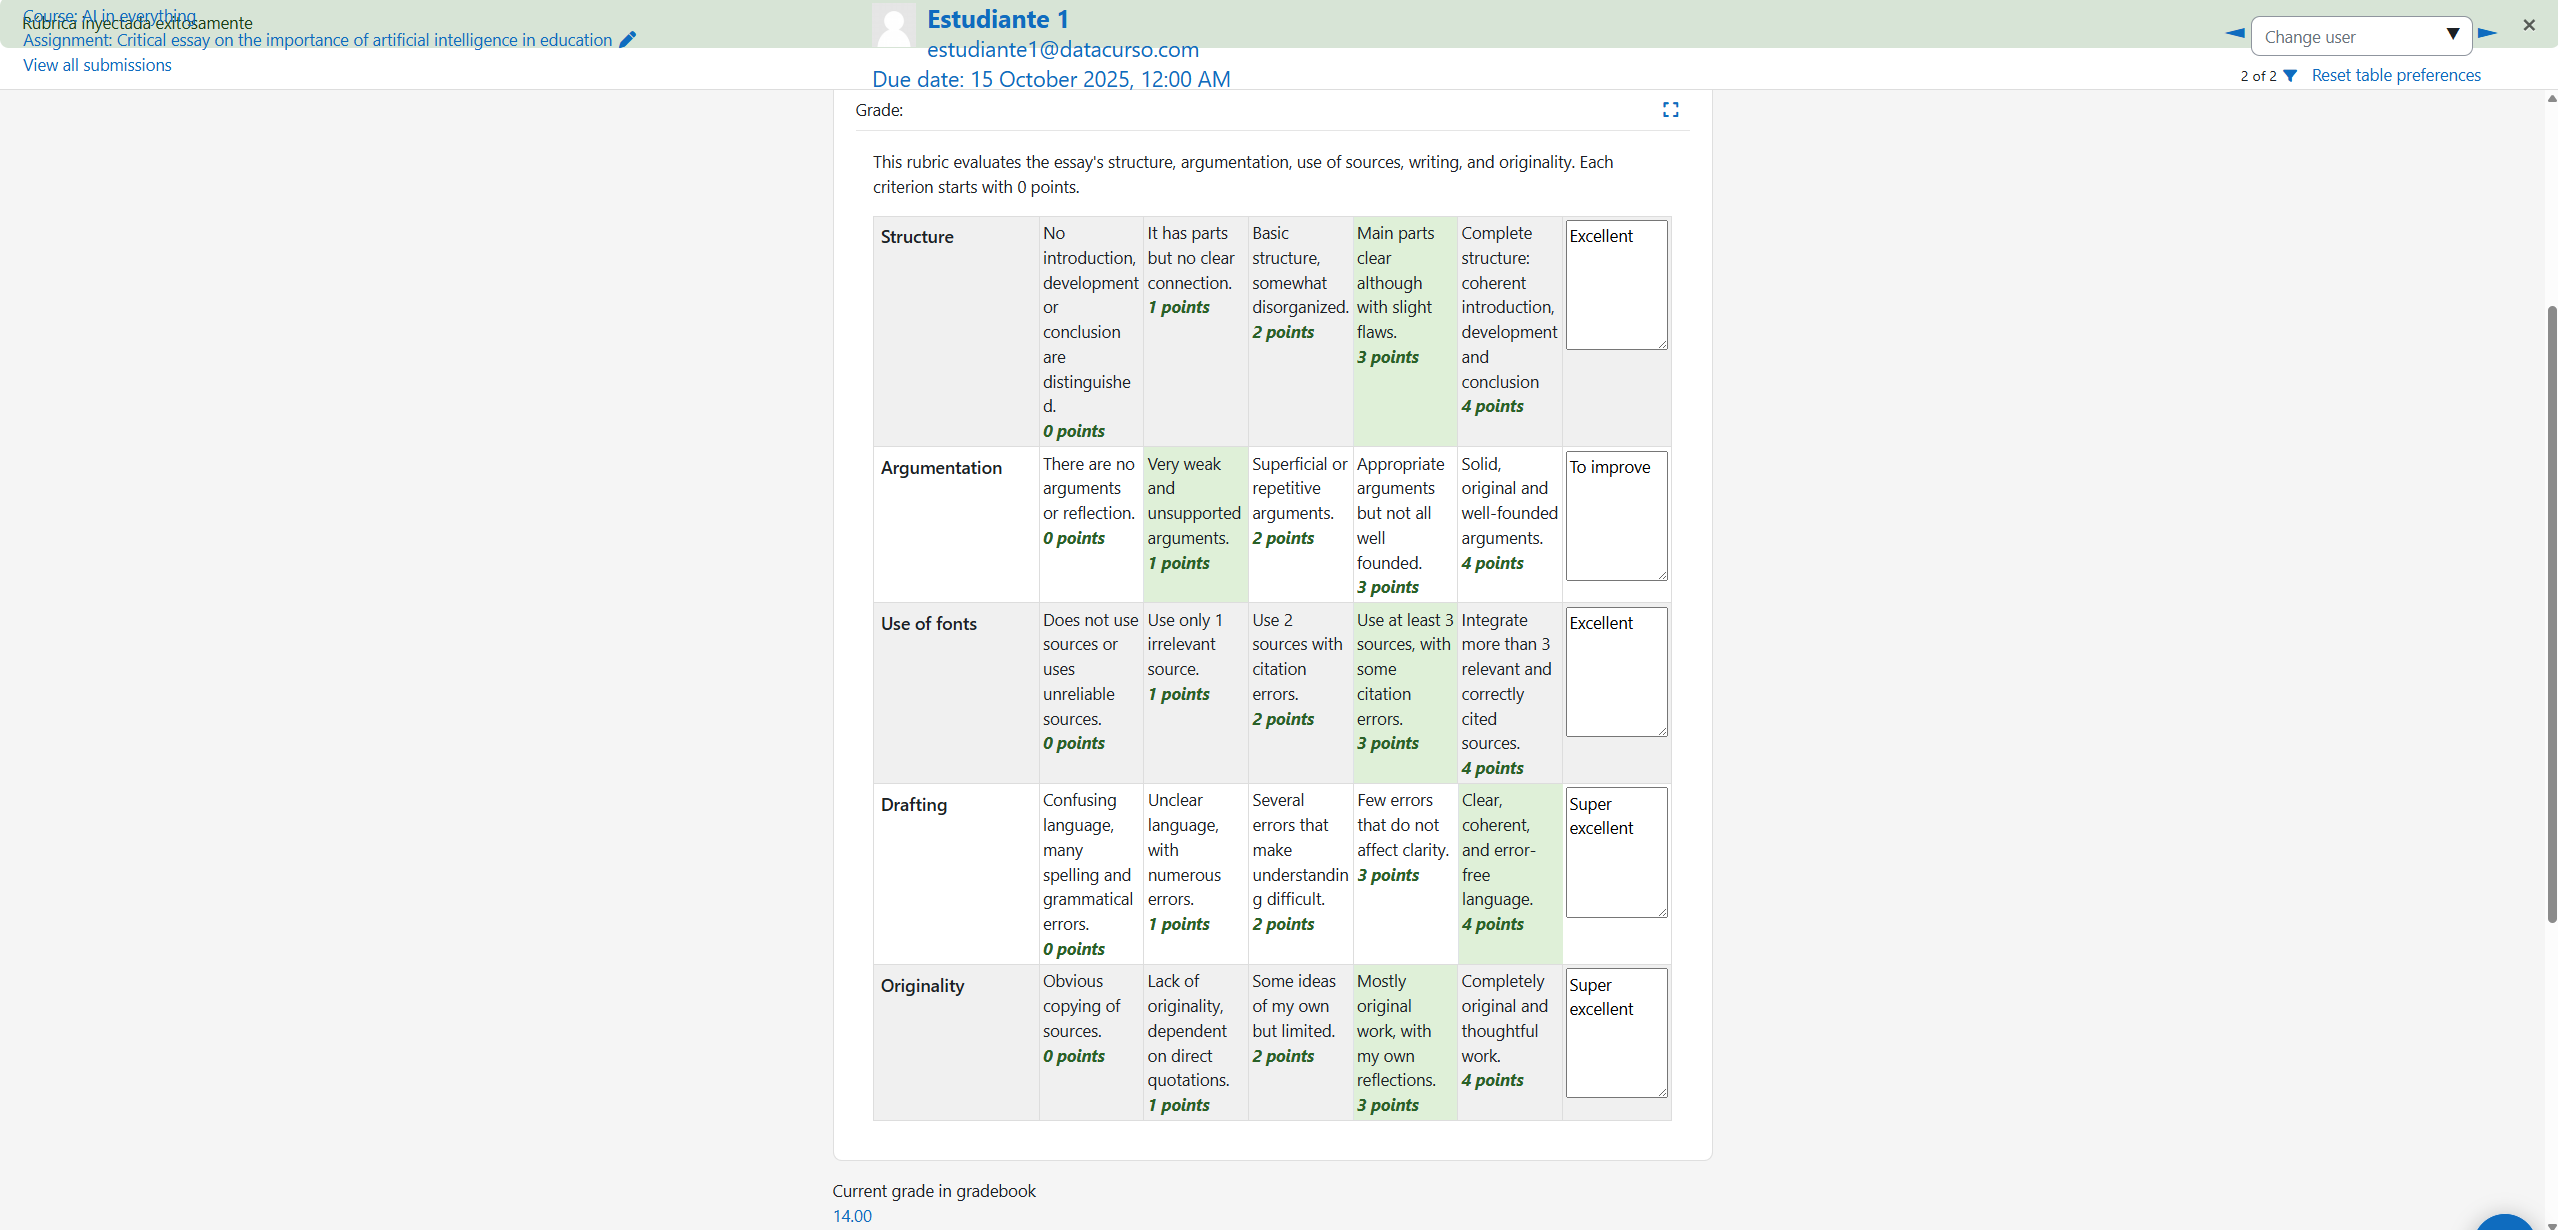 Course: AI in everything
Rúbrica inyectada exitosamente
Assignment: Critical essay on the importance of artificial intelligence in education
View all submissions
Estudiante 1
estudiante1@datacurso.com
Due date: 15 October 2025, 12:00 AM
Change user
2 of 2
Reset table preferences
Grade:
This rubric evaluates the essay's structure, argumentation, use of sources, writing, and originality. Each
criterion starts with 0 points.
Structure
No
introduction,
development
or
conclusion
are
distinguishe
d.
0 points
It has parts
but no clear
connection.
1 points
Basic
structure,
somewhat
disorganized.
2 points
Main parts
clear
although
with slight
flaws.
3 points
Complete
structure:
coherent
introduction,
development
and
conclusion
4 points
Excellent
Argumentation
There are no
arguments
or reflection.
0 points
Very weak
and
unsupported
arguments.
1 points
Superficial or
repetitive
arguments.
2 points
Appropriate
arguments
but not all
well
founded.
3 points
Solid,
original and
well-founded
arguments.
4 points
To improve
Use of fonts
Does not use
sources or
uses
unreliable
sources.
0 points
Use only 1
irrelevant
source.
1 points
Use 2
sources with
citation
errors.
2 points
Use at least 3
sources, with
some
citation
errors.
3 points
Integrate
more than 3
relevant and
correctly
cited
sources.
4 points
Excellent
Drafting
Confusing
language,
many
spelling and
grammatical
errors.
0 points
Unclear
language,
with
numerous
errors.
1 points
Several
errors that
make
understandin
g difficult.
2 points
Few errors
that do not
affect clarity.
3 points
Clear,
coherent,
and error-
free
language.
4 points
Super
excellent
Originality
Obvious
copying of
sources.
0 points
Lack of
originality,
dependent
on direct
quotations.
1 points
Some ideas
of my own
but limited.
2 points
Mostly
original
work, with
my own
reflections.
3 points
Completely
original and
thoughtful
work.
4 points
Super
excellent
Current grade in gradebook
14.00